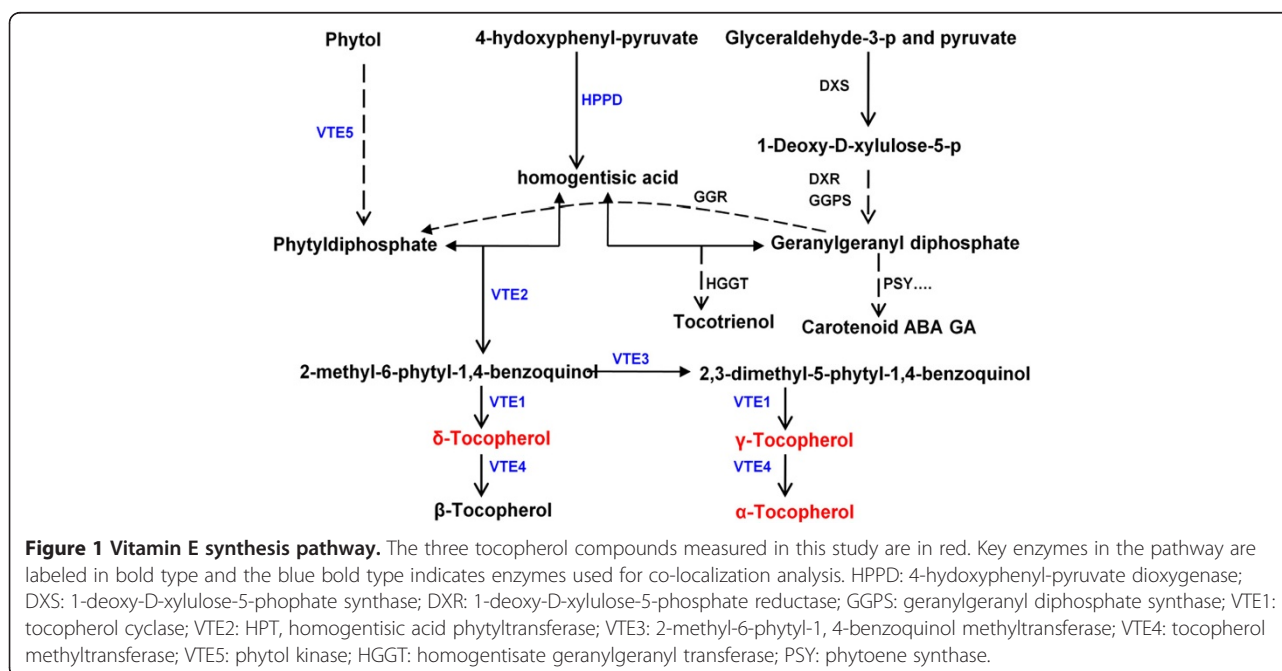 Phytol 4-hydoxyphenyl-pyruvate Glyceraldehyde-3-p and pyruvate
HPPD DXS
VTE5
1-Deoxy-D-xylulose-5-p
homogentisic acid DXR
GGR GGPS
Phytyldiphosphate Geranylgeranyl diphosphate
VTE2 HGGT PSY....
Tocotrienol Carotenoid ABA GA
2-methyl-6-phytyl-1,4-benzoquinol VTE3 2,3-dimethyl-5-phytyl-1,4-benzoquinol
VTE1 VTE1
δ-Tocopherol γ-Tocopherol
VTE4 VTE4
β-Tocopherol α-Tocopherol
Figure 1 Vitamin E synthesis pathway. The three tocopherol compounds measured in this study are in red. Key enzymes in the pathway are
labeled in bold type and the blue bold type indicates enzymes used for co-localization analysis. HPPD: 4-hydoxyphenyl-pyruvate dioxygenase;
DXS: 1-deoxy-D-xylulose-5-phophate synthase; DXR: 1-deoxy-D-xylulose-5-phosphate reductase; GGPS: geranylgeranyl diphosphate synthase; VTE1:
tocopherol cyclase; VTE2: HPT, homogentisic acid phytyltransferase; VTE3: 2-methyl-6-phytyl-1, 4-benzoquinol methyltransferase; VTE4: tocopherol
methyltransferase; VTE5: phytol kinase; HGGT: homogentisate geranylgeranyl transferase; PSY: phytoene synthase.